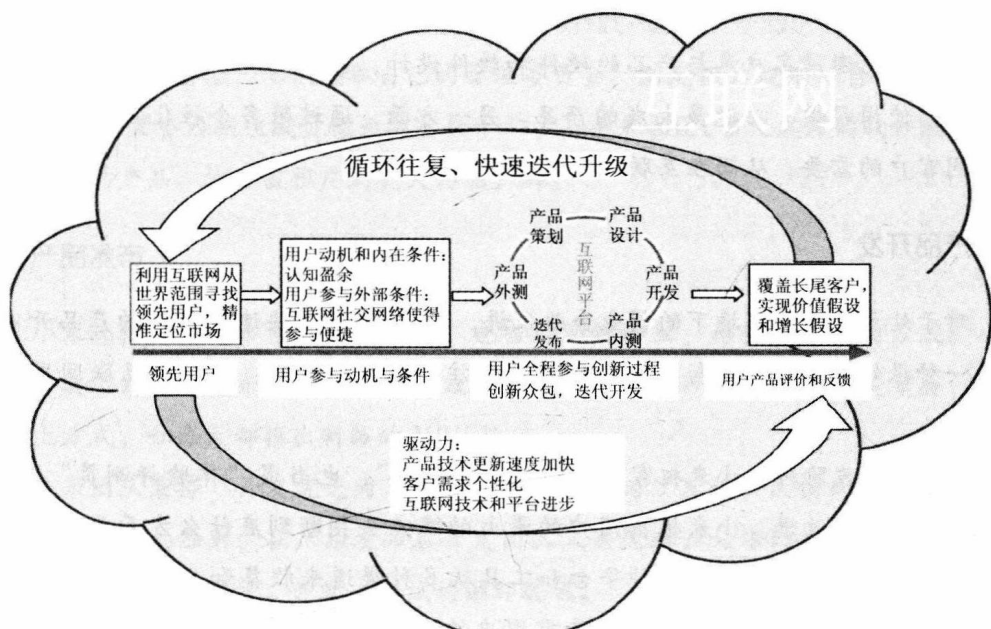 互联网
循环往复、快速迭代升级
利用互联网从
世界范围寻找
领先用户，精
准定位市场
用户动机和内在条件：
认知盈余
用户参与外部条件：
互联网社交网络使得
参与便捷
产品
策划
产品
设计
产品
外测
互联网平台
产品
开发
迭代
发布
产品
内测
覆盖长尾客户，
实现价值假设
和增长假设
领先用户
用户参与动机与条件
用户全程参与创新过程
创新众包，迭代开发
用户产品评价和反馈
驱动力：
产品技术更新速度加快
客户需求个性化
互联网技术和平台进步